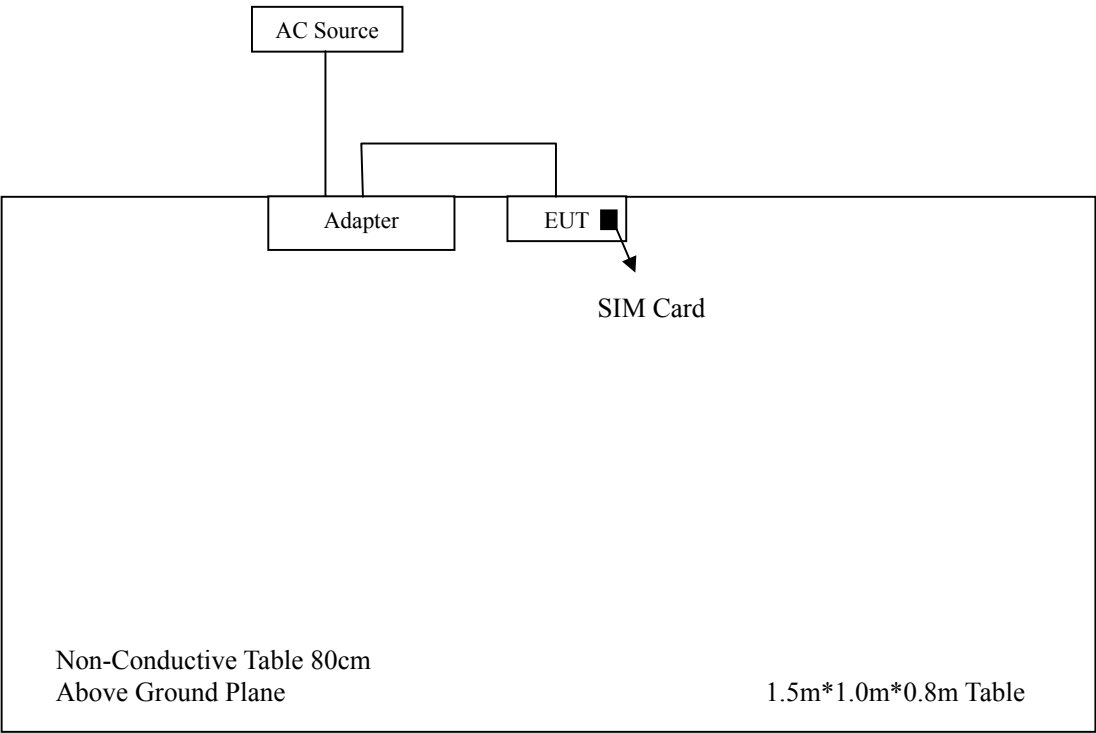 AC Source
Adapter
EUT
SIM Card
Non-Conductive Table 80cm
Above Ground Plane
1.5m*1.0m*0.8m Table